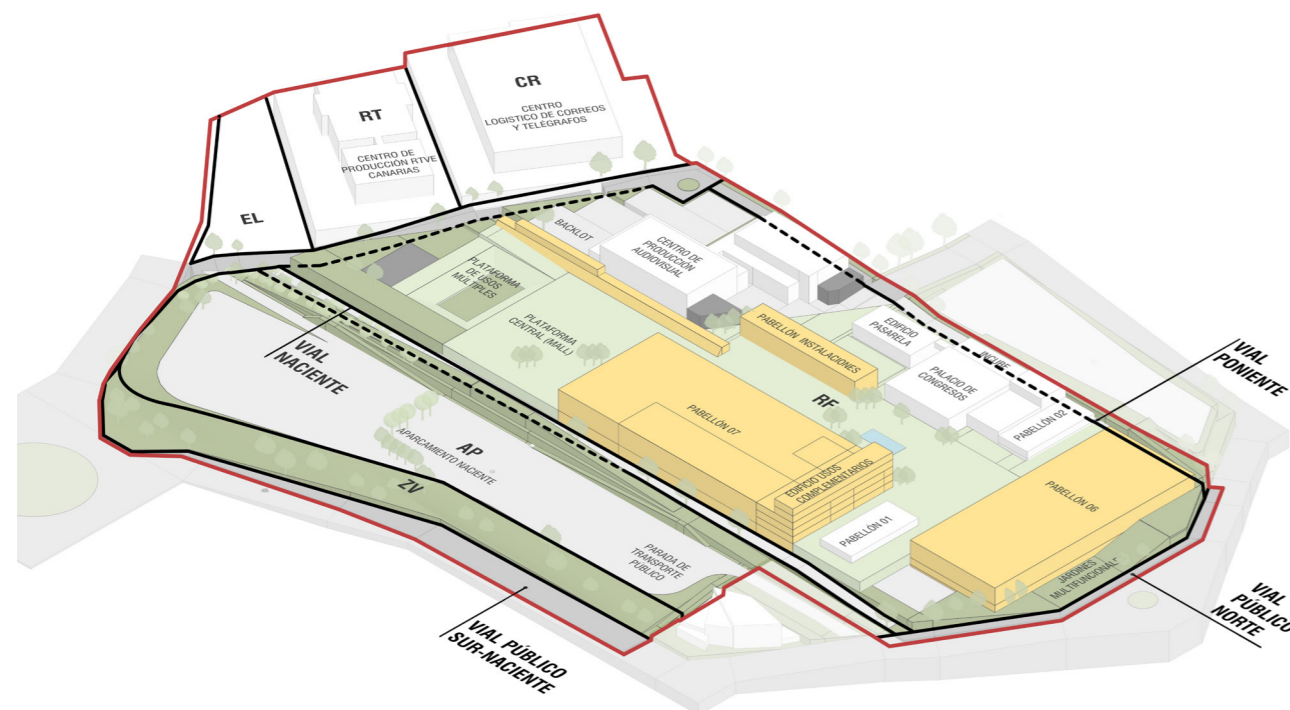 CR
CENTRO
LOGISTICO DE CORREOS
Y TELÉGRAFOS
RT
CENTRO DE
PRODUCCIÓN RTVE
CANARIAS
EL
BACKLOT
CENTRO DE
PRODUCCIÓN
AUDIOVISUAL
PLATAFORMA
DE USOS
MÚLTIPLES
PLATAFORMA
CENTRAL (MALL)
PABELLÓN INSTALACIONES
EDIFICIO
PASARELA
INCUBE
PALACIO DE
CONGRESOS
PABELLÓN 02
RF
VIAL
PONIENTE
VIAL
NACIENTE
PABELLÓN 07
EDIFICIO USOS
COMPLEMENTARIOS
PABELLÓN 01
PABELLÓN 06
JARDINES
MULTIFUNCIONAL
AP
APARCAMIENTO NACIENTE
ZV
PARADA DE
TRANSPORTE
PÚBLICO
VIAL PÚBLICO
SUR-NACIENTE
VIAL
PÚBLICO
NORTE